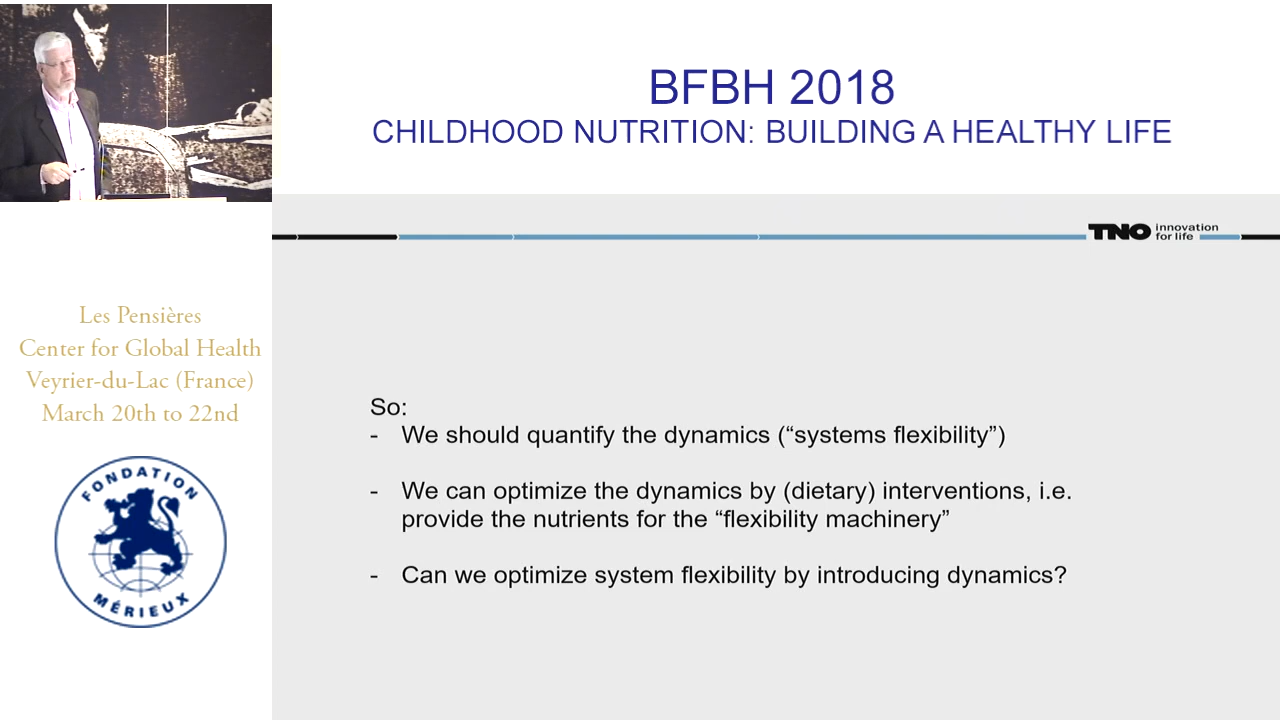 BFBH 2018
CHILDHOOD NUTRITION: BUILDING A HEALTHY LIFE
TNO innovation
for life
Les Pensières
Center for Global Health
Veyrier-du-Lac (France)
March 20th to 22nd
FONDATION
MÉRIEUX
So:
- We should quantify the dynamics (“systems flexibility”)
- We can optimize the dynamics by (dietary) interventions, i.e.
provide the nutrients for the “flexibility machinery”
- Can we optimize system flexibility by introducing dynamics?